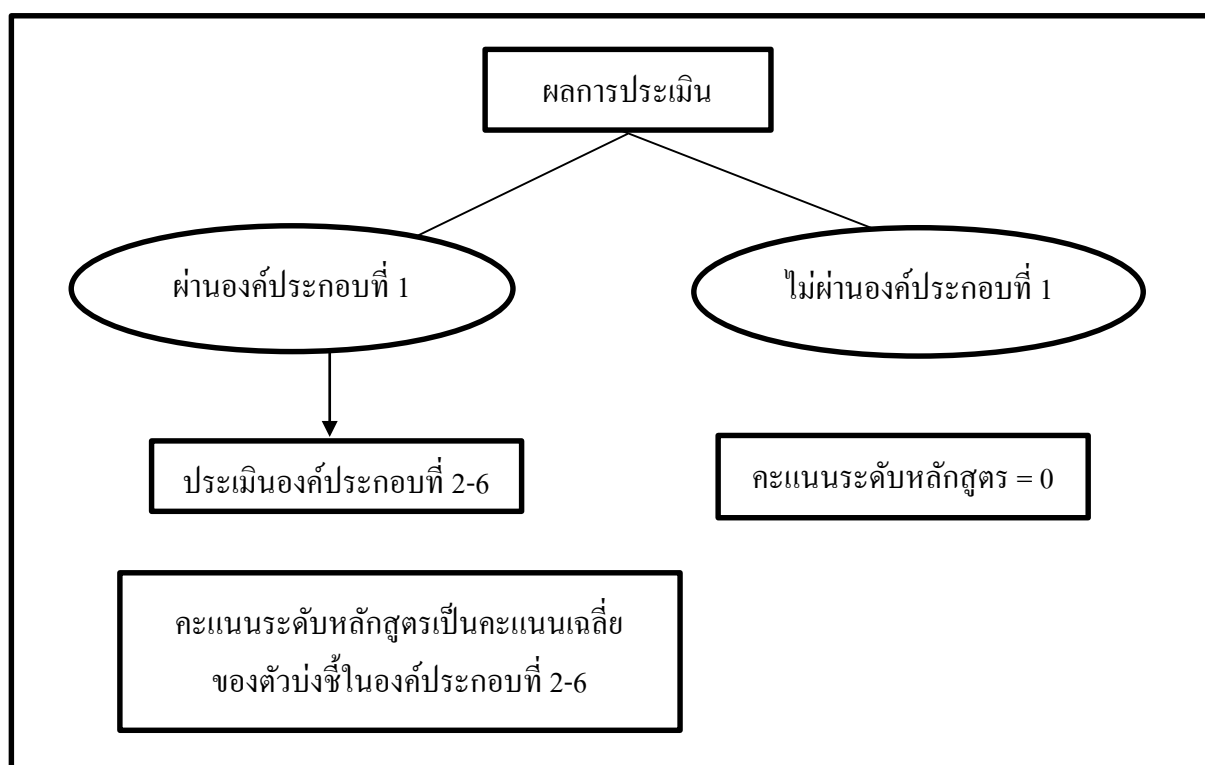 ผลการประเมิน
ผ่านองค์ประกอบที่ 1
ไม่ผ่านองค์ประกอบที่ 1
ประเมินองค์ประกอบที่ 2-6
คะแนนระดับหลักสูตร = 0
คะแนนระดับหลักสูตรเป็นคะแนนเฉลี่ย
ของตัวบ่งชี้ในองค์ประกอบที่ 2-6